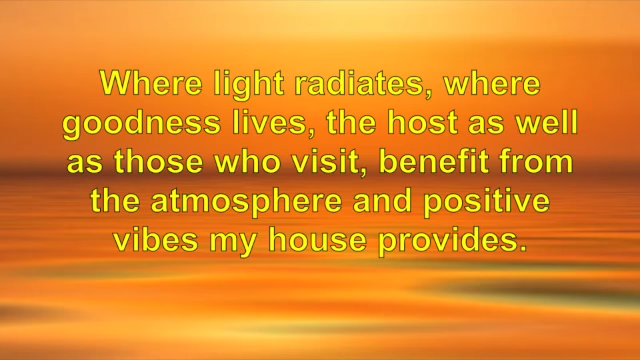 Where light radiates, where
goodness lives, the host as well
as those who visit, benefit from
the atmosphere and positive
vibes my house provides.